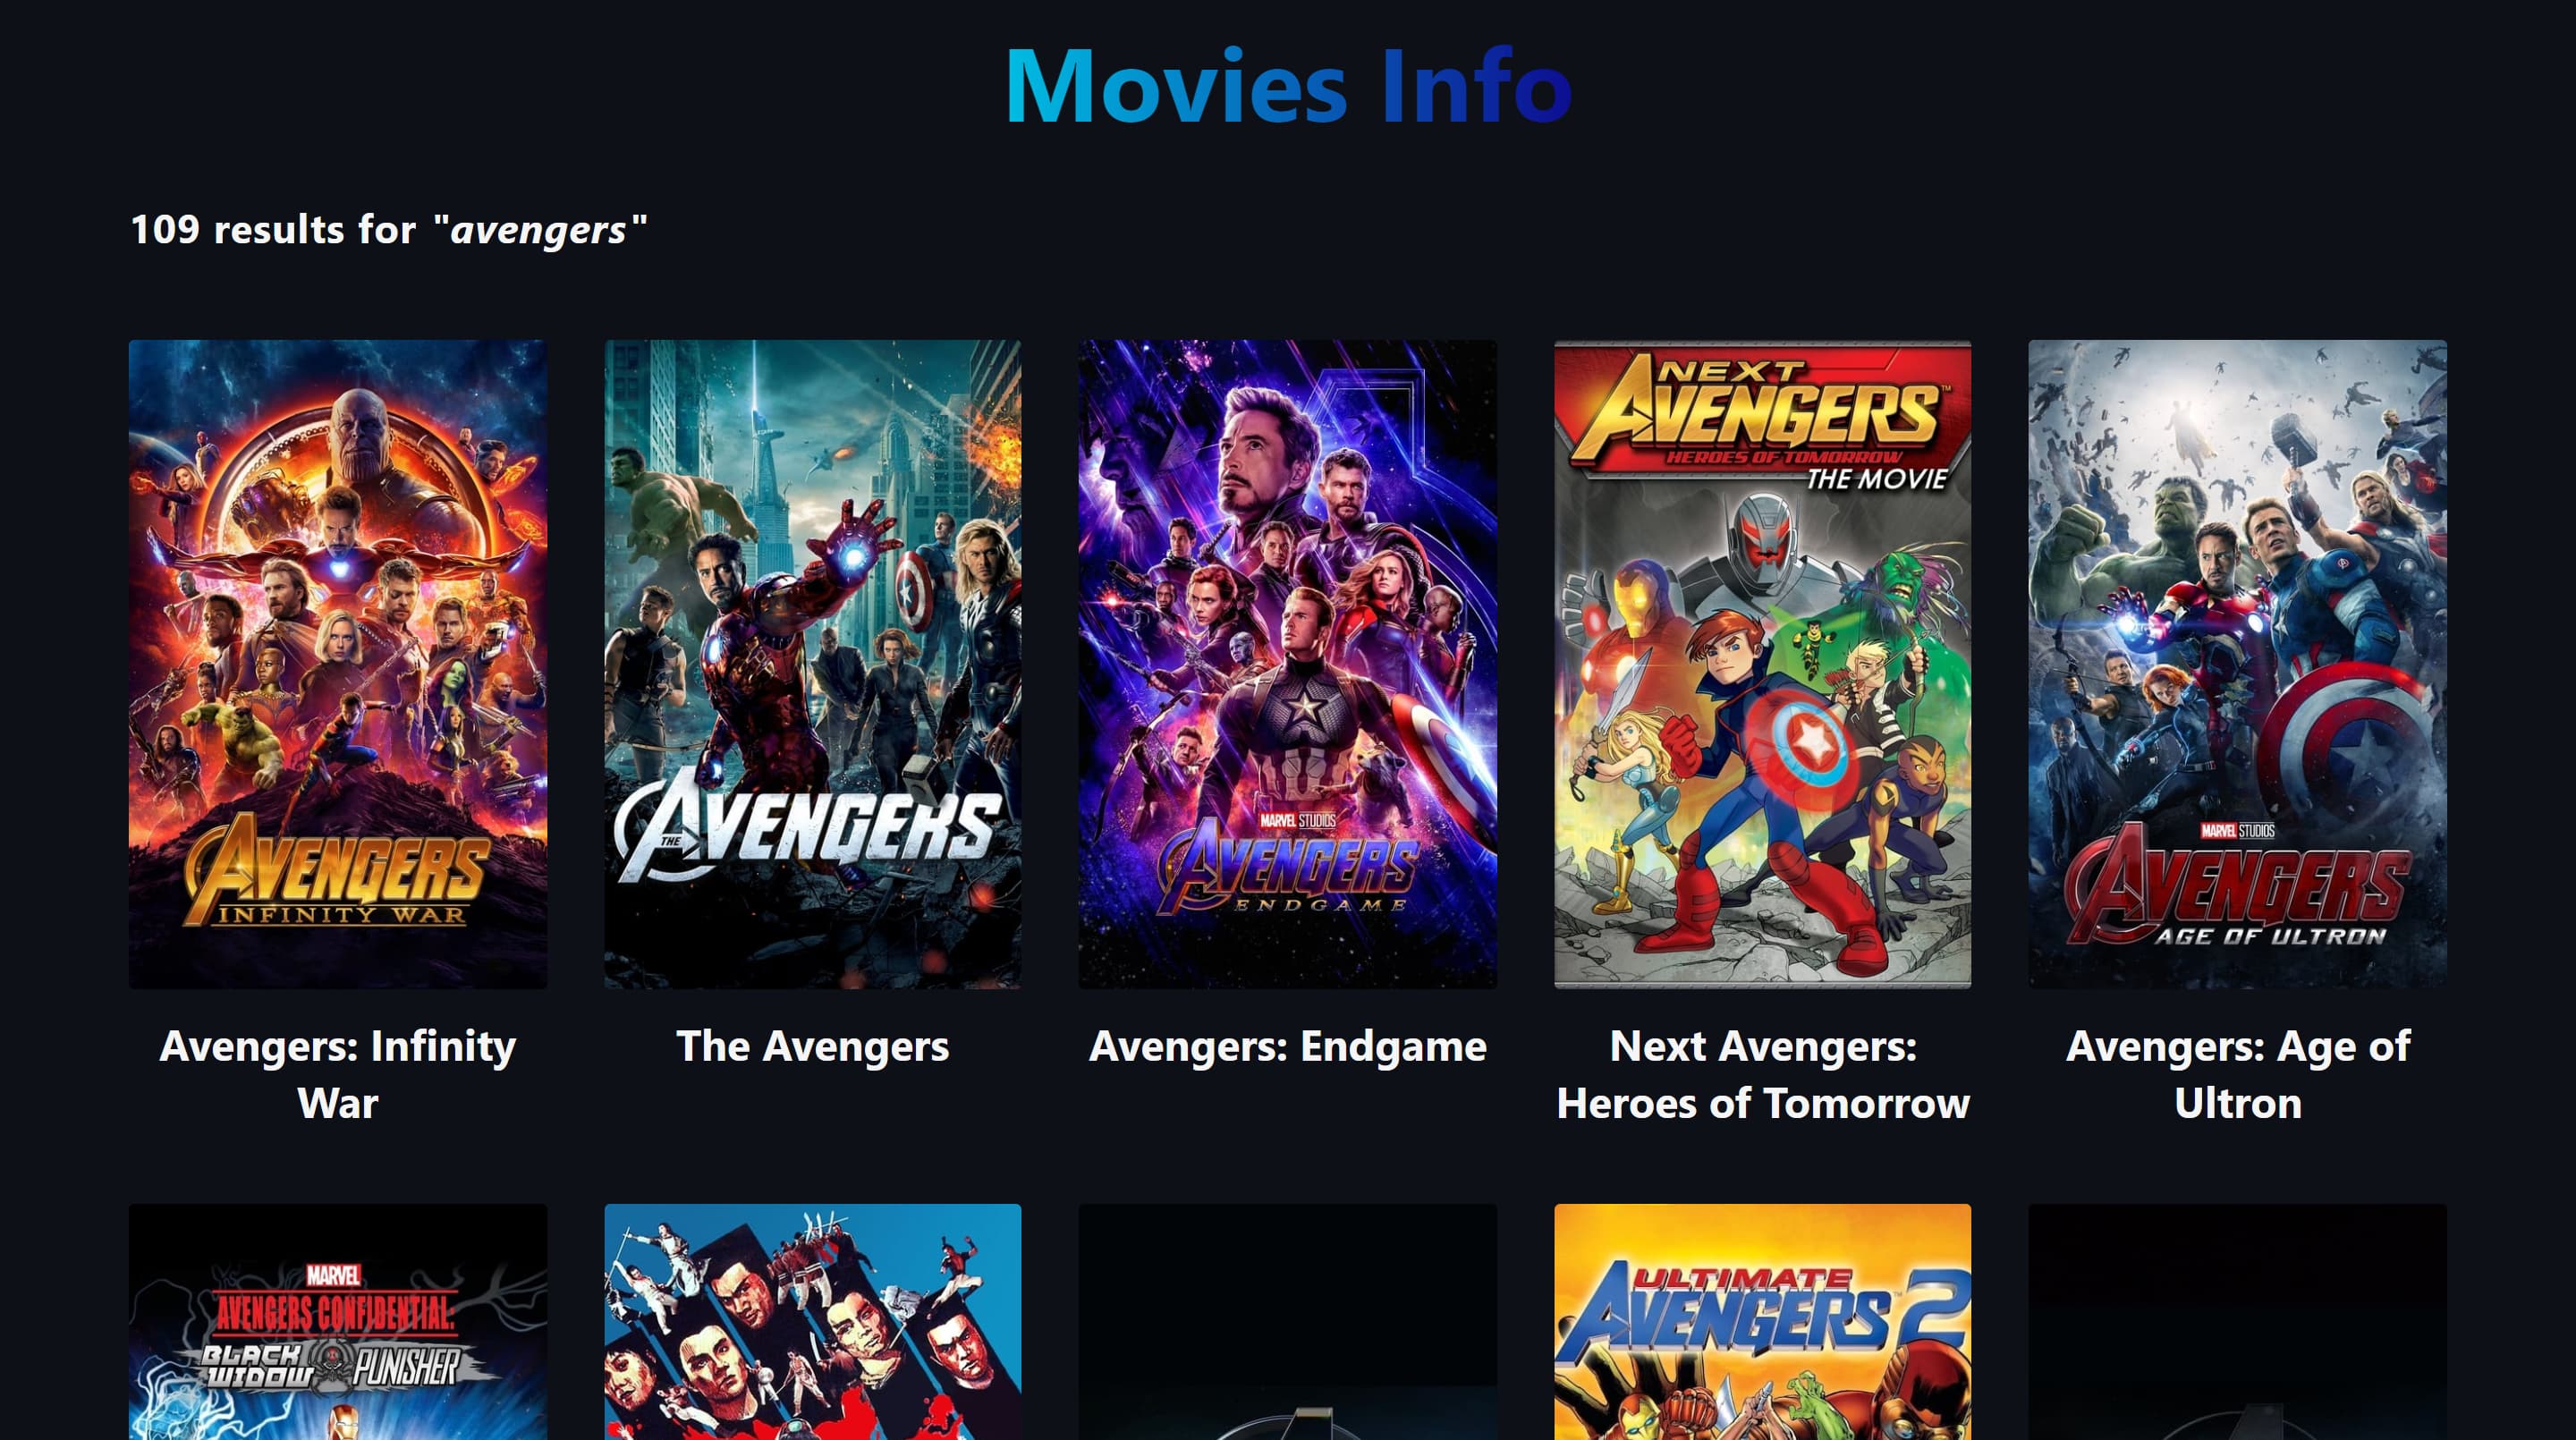 Movies Info
109 results for "avengers"
AVENGERS
INFINITY WAR
THE AVENGERS
MARVEL STUDIOS
AVENGERS
ENDGAME
NEXT
AVENGERS™
HEROES OF TOMORROW
THE MOVIE
MARVEL STUDIOS
AVENGERS
AGE OF ULTRON
Avengers: Infinity
War
The Avengers
Avengers: Endgame
Next Avengers:
Heroes of Tomorrow
Avengers: Age of
Ultron
MARVEL
AVENGERS CONFIDENTIAL:
BLACK
WIDOW
PUNISHER
ULTIMATE
AVENGERS™ 2